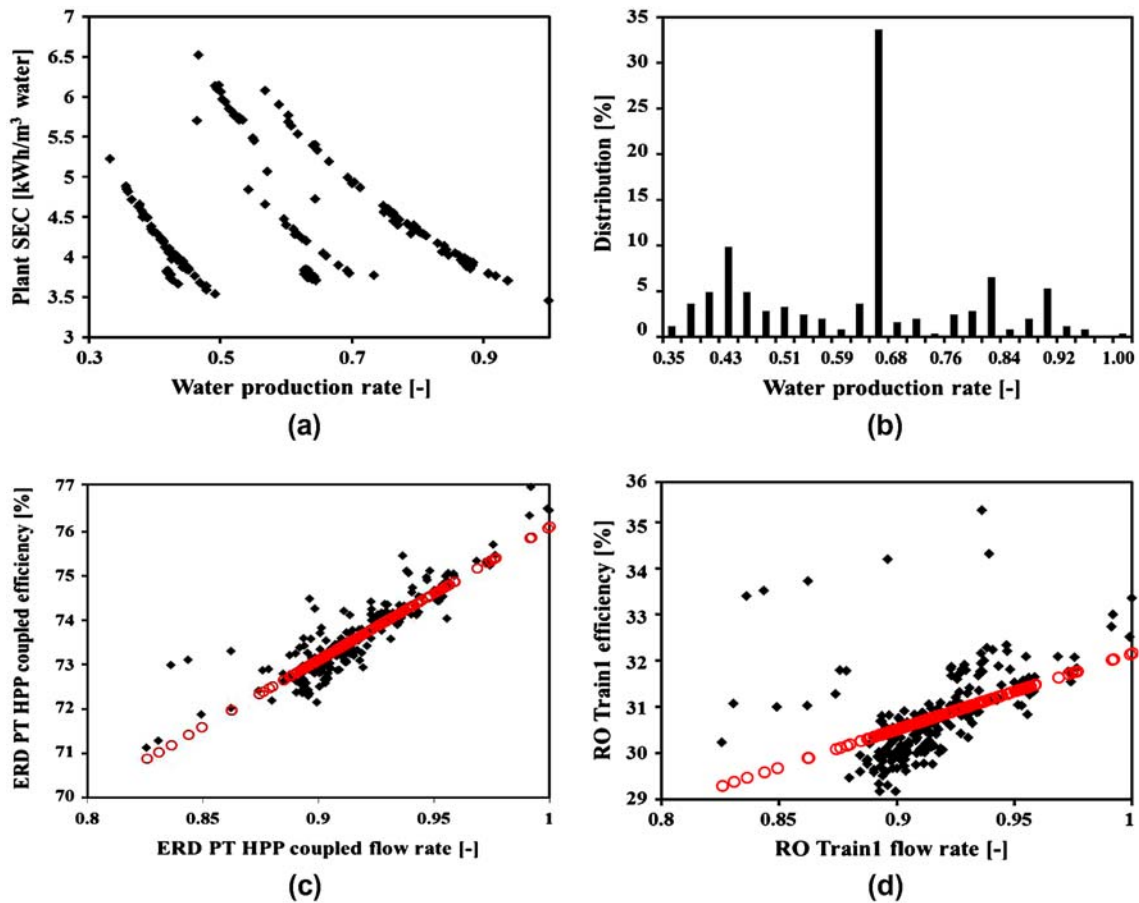 7
6.5
6
5.5
5
4.5
4
3.5
3
Plant SEC [kWh/m³ water]
0.3 0.5 0.7 0.9
Water production rate [-]
(a)
35
30
25
20
15
10
5
0
Distribution [%]
0.35 0.43 0.51 0.59 0.68 0.76 0.84 0.92 1.00
Water production rate [-]
(b)
77
76
75
74
73
72
71
70
ERD PT HPP coupled efficiency [%]
0.8 0.85 0.9 0.95 1
ERD PT HPP coupled flow rate [-]
(c)
36
35
34
33
32
31
30
29
RO Train1 efficiency [%]
0.8 0.85 0.9 0.95 1
RO Train1 flow rate [-]
(d)